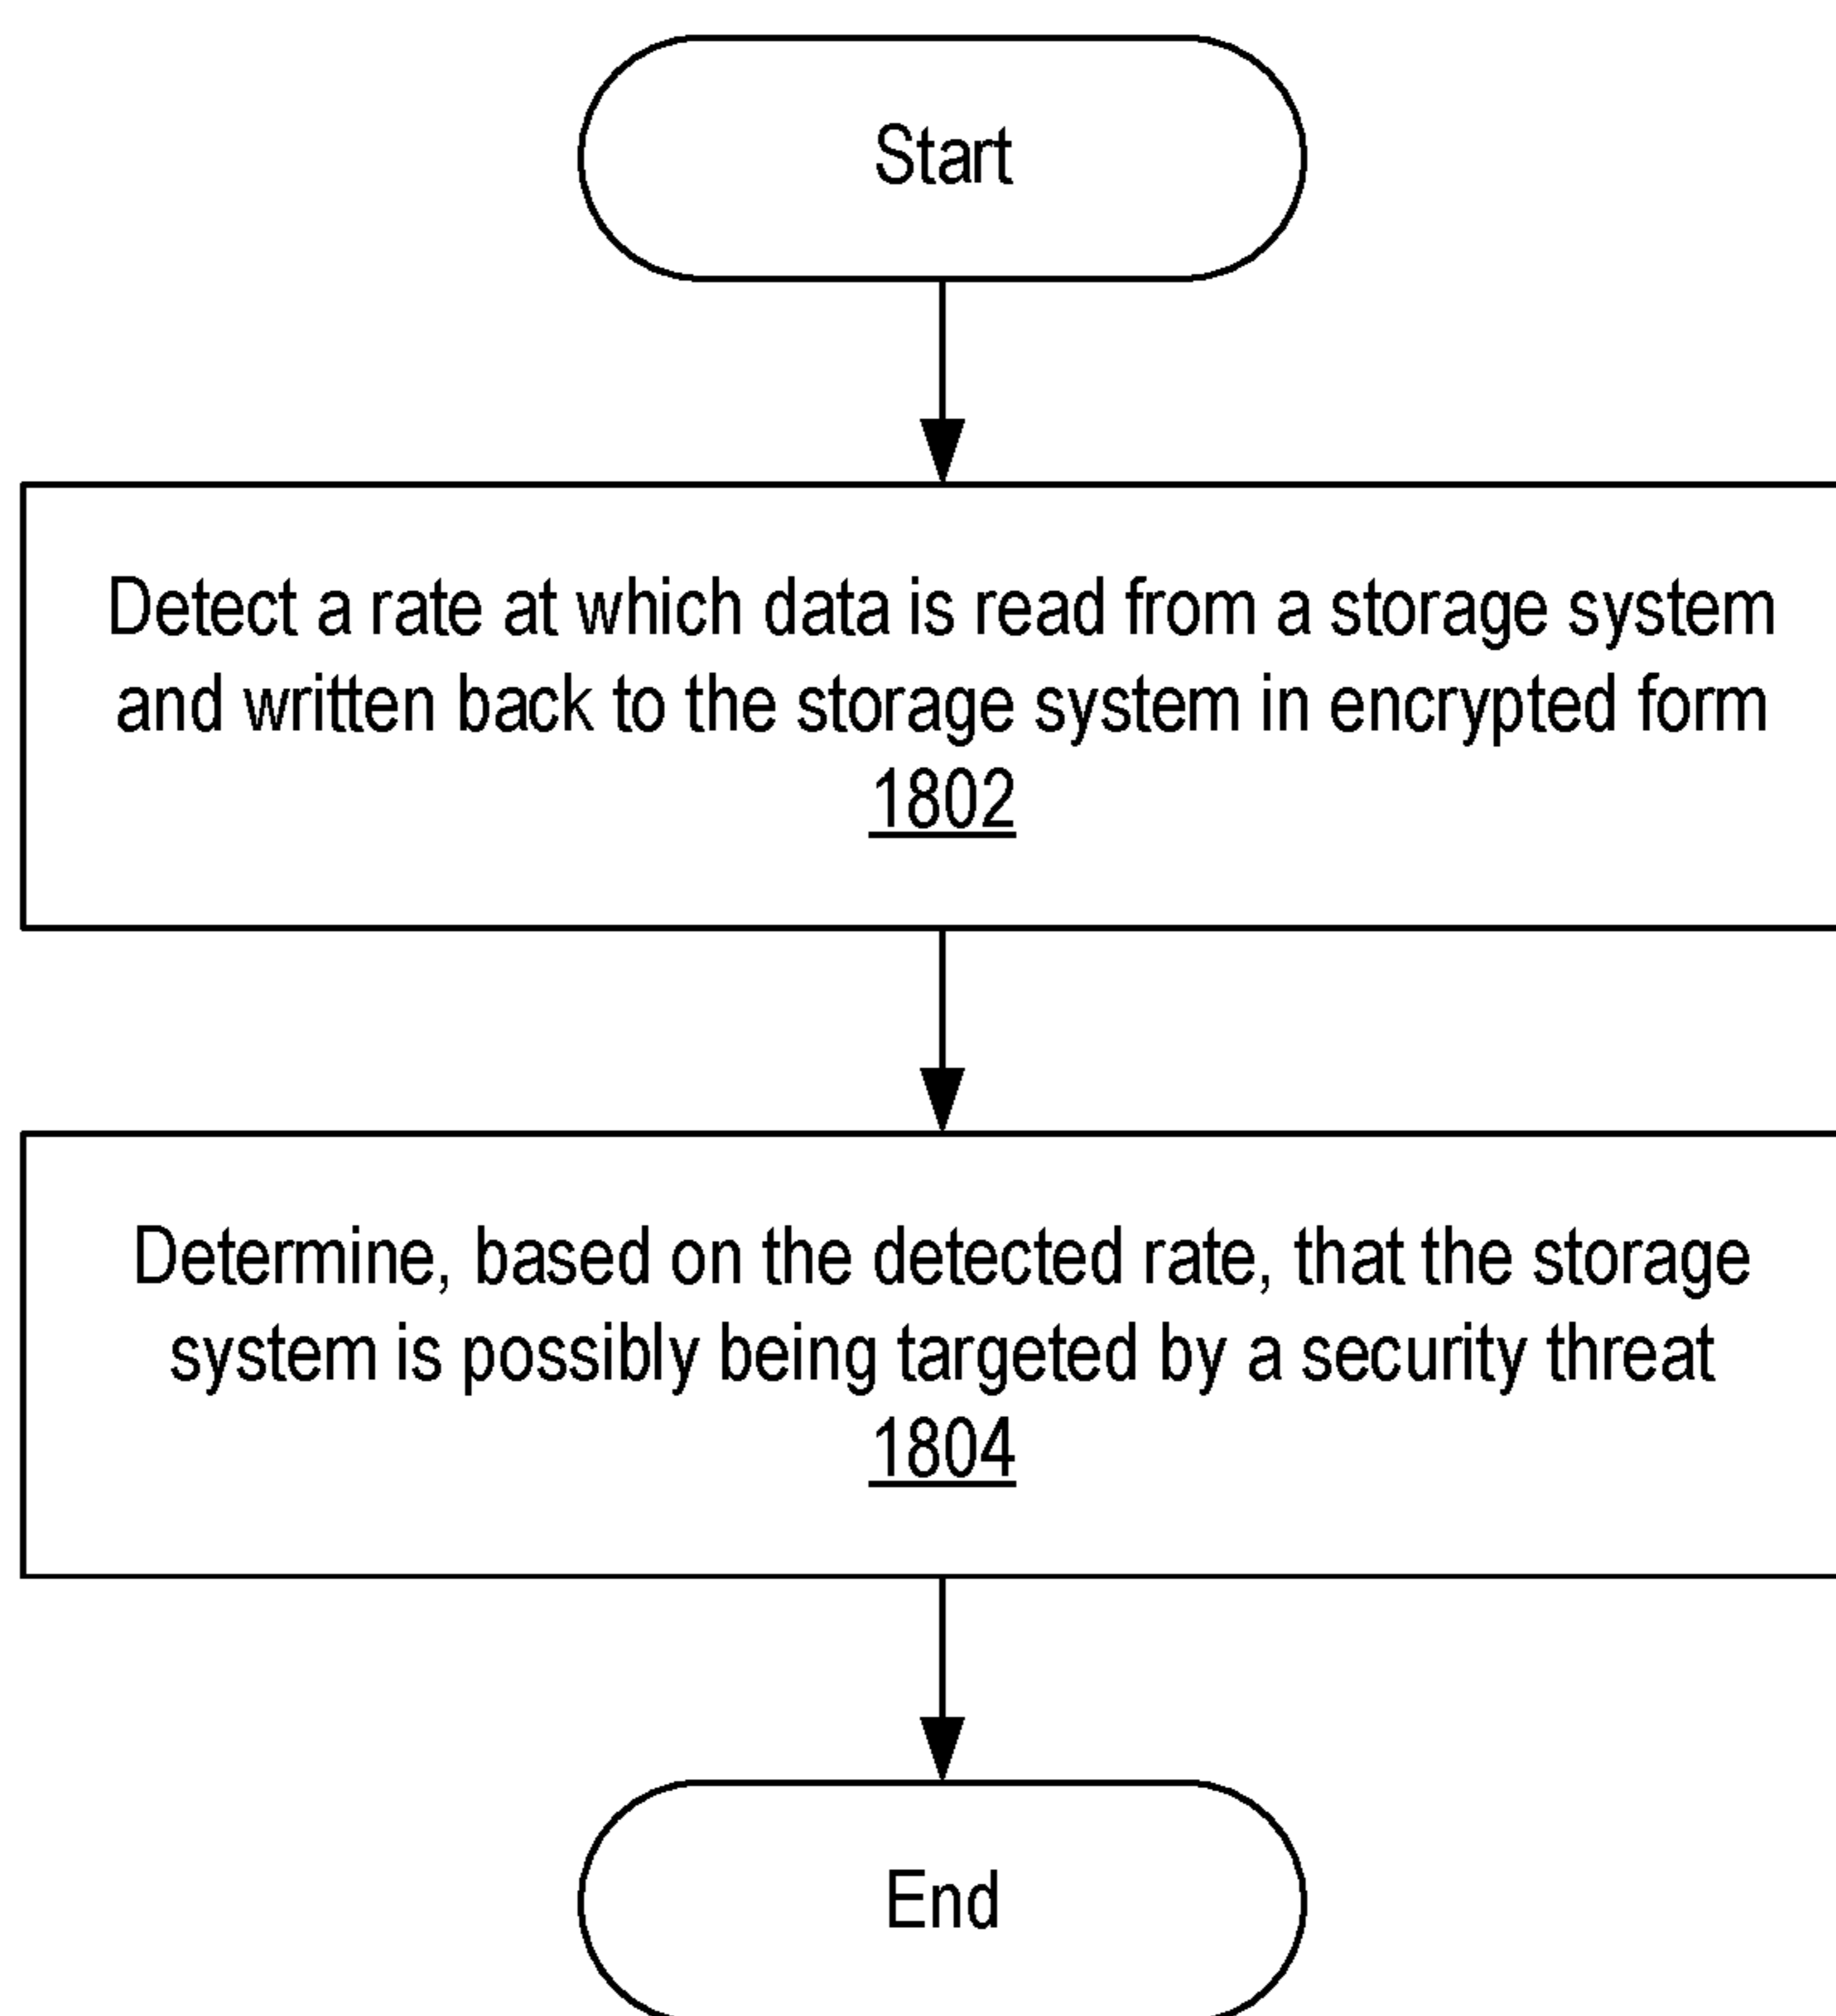 Start
Detect a rate at which data is read from a storage system
and written back to the storage system in encrypted form
1802
Determine, based on the detected rate, that the storage
system is possibly being targeted by a security threat
1804
End